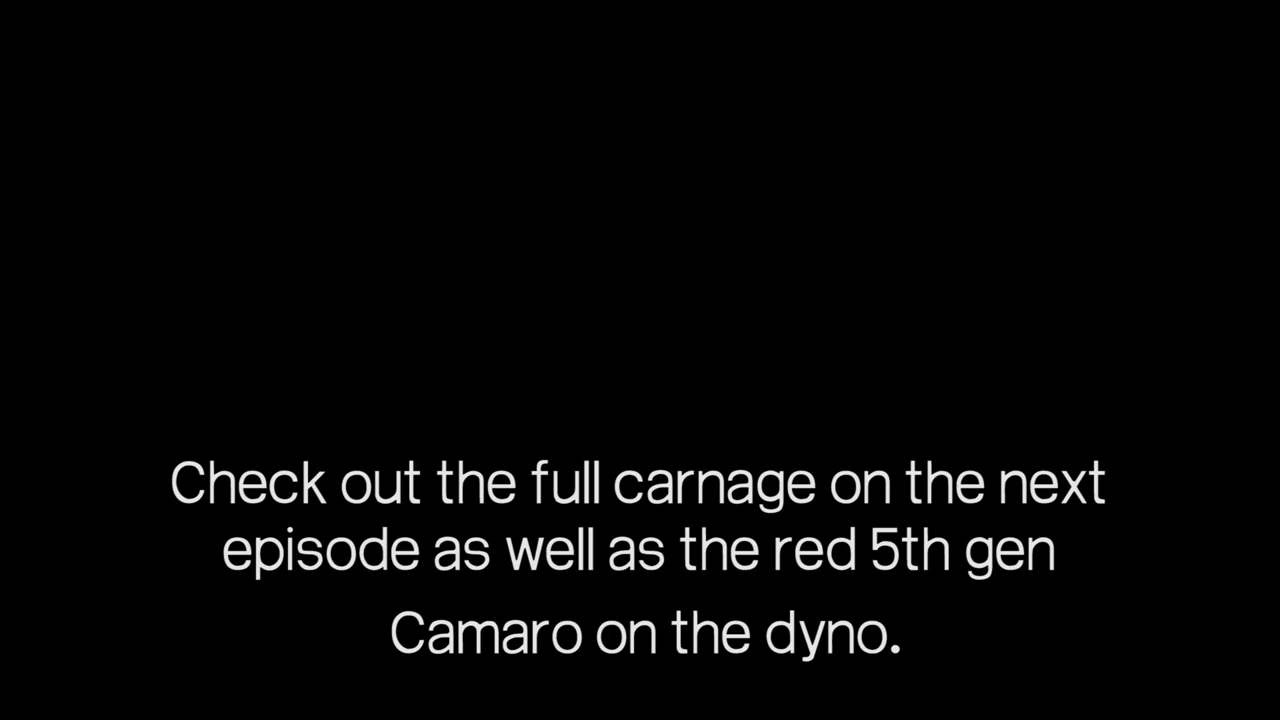 Check out the full carnage on the next
episode as well as the red 5th gen
Camaro on the dyno.